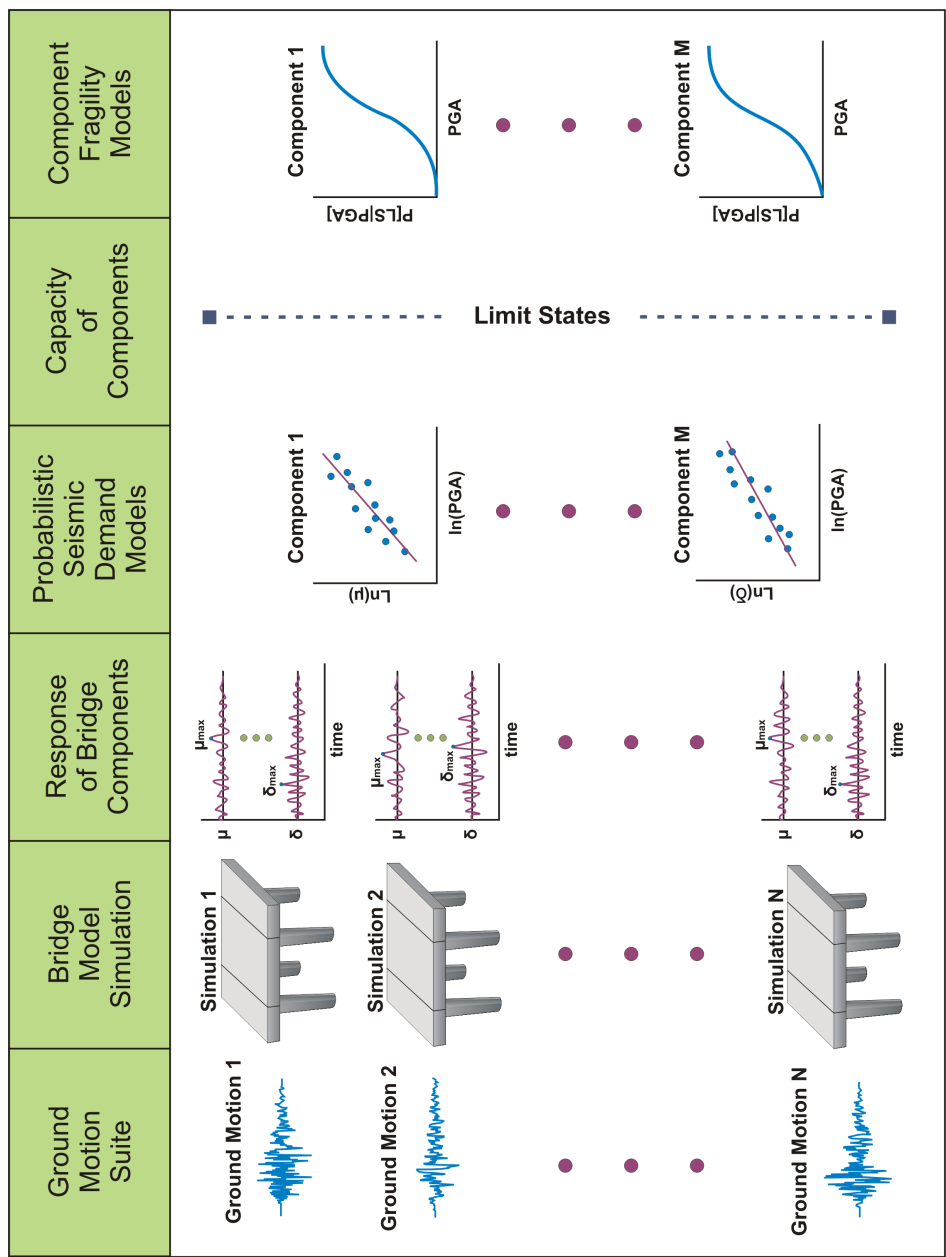 Ground
Motion
Suite
Bridge
Model
Simulation
Response
of Bridge
Components
Probabilistic
Seismic
Demand
Models
Capacity
of
Components
Component
Fragility
Models
Ground Motion 1
Ground Motion 2
Ground Motion N
Simulation 1
Simulation 2
Simulation N
μ
μmax
δ
δmax
time
μ
μmax
δ
δmax
time
μ
μmax
δ
δmax
time
Component 1
Ln(μ)
ln(PGA)
Component M
Ln(δ)
ln(PGA)
Limit States
Component 1
P[LS|PGA]
PGA
Component M
P[LS|PGA]
PGA